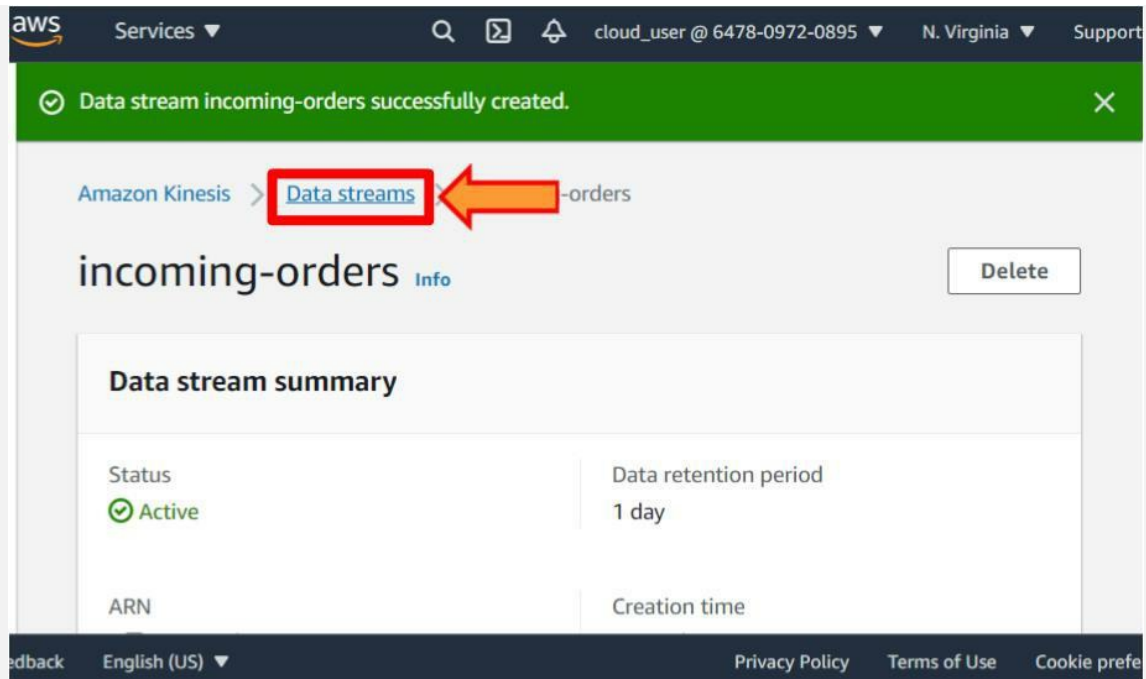 aws Services ▼ cloud_user @ 6478-0972-0895 ▼ N. Virginia ▼ Support
Data stream incoming-orders successfully created.
Amazon Kinesis > Data streams -orders
incoming-orders Info
Delete
Data stream summary
Status
Active
Data retention period
1 day
ARN
Creation time
edback English (US) ▼ Privacy Policy Terms of Use Cookie prefe